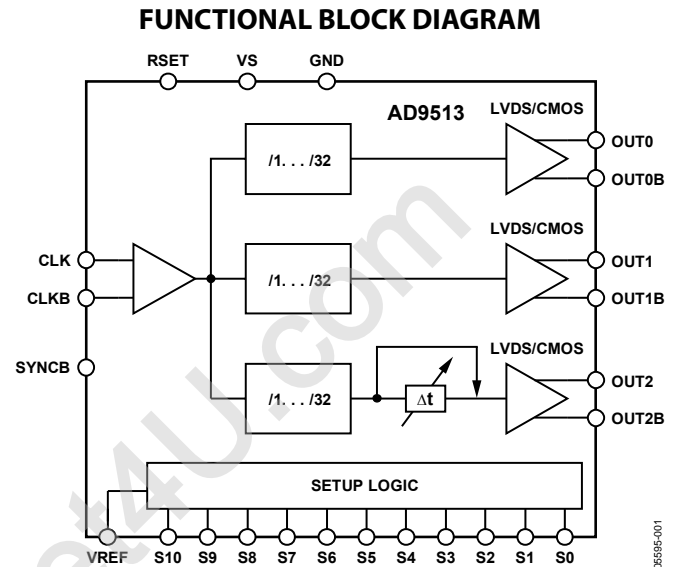 FUNCTIONAL BLOCK DIAGRAM
RSET VS GND
AD9513
LVDS/CMOS
/1. . . /32
OUT0
OUT0B
LVDS/CMOS
CLK
/1. . . /32
OUT1
CLKB
OUT1B
SYNCB
LVDS/CMOS
/1. . . /32
Δt
OUT2
OUT2B
SETUP LOGIC
VREF S10 S9 S8 S7 S6 S5 S4 S3 S2 S1 S0
05595-001
et4U.com